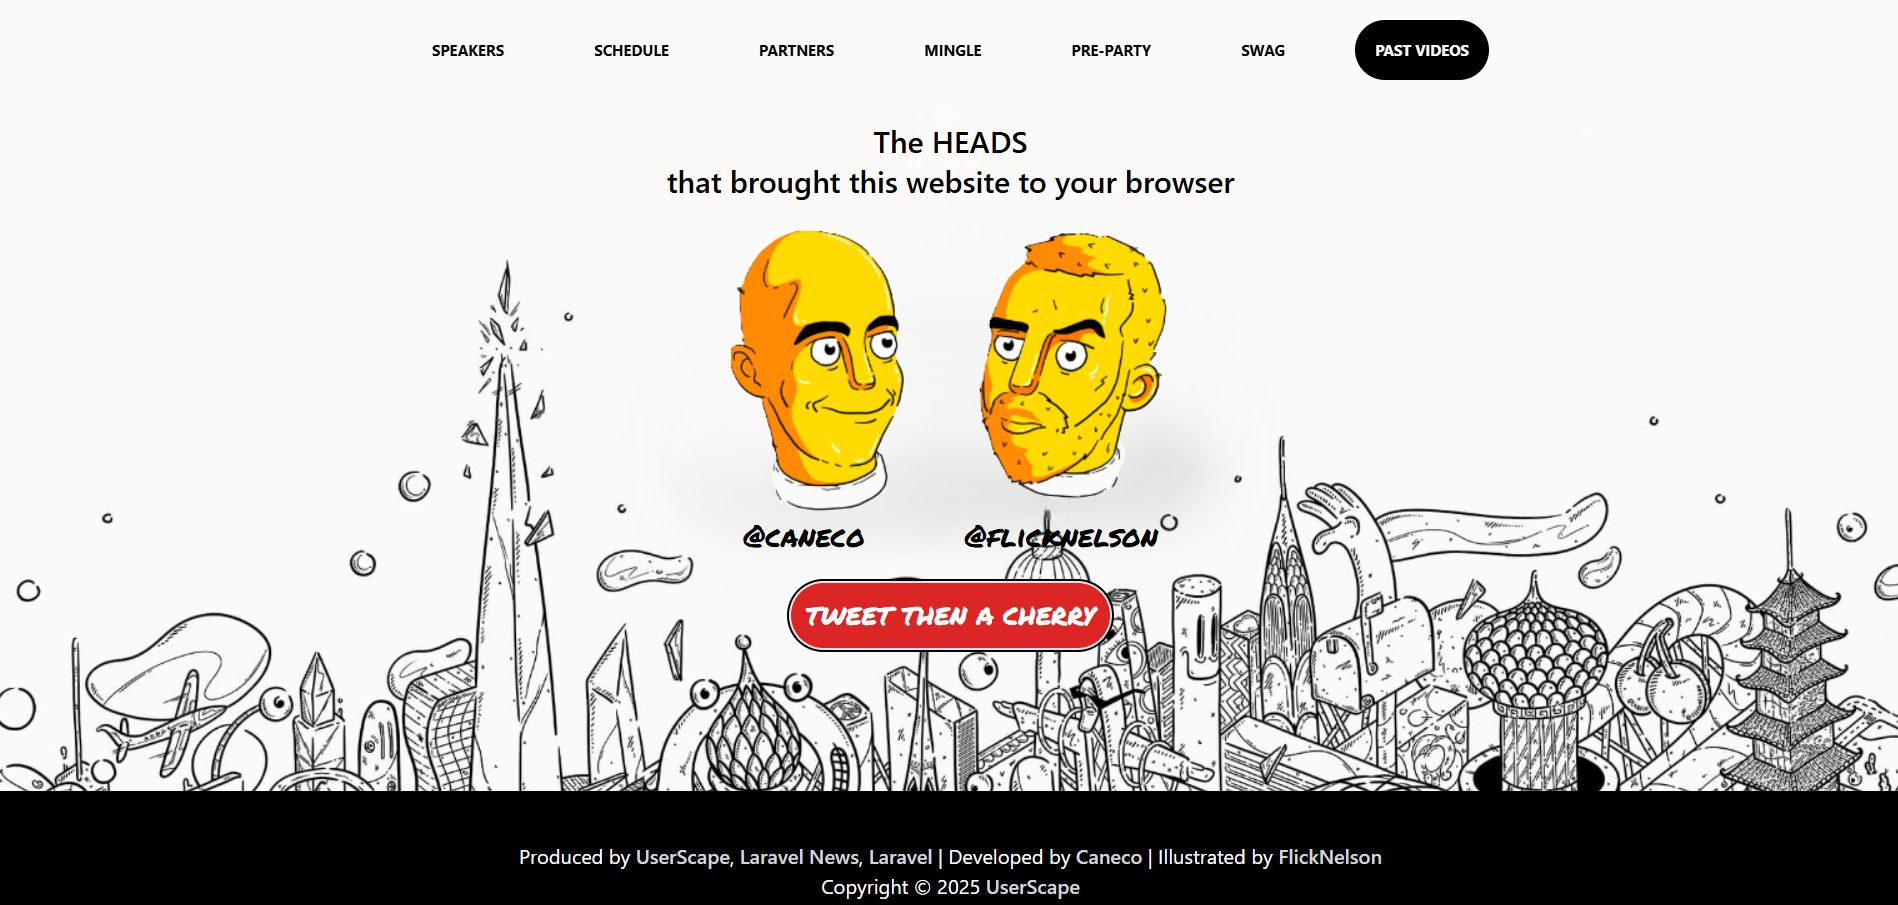 SPEAKERS SCHEDULE PARTNERS MINGLE PRE-PARTY SWAG PAST VIDEOS
The HEADS
that brought this website to your browser
@CANECO @FLICKNELSON
TWEET THEN A CHERRY
Produced by UserScape, Laravel News, Laravel | Developed by Caneco | Illustrated by FlickNelson
Copyright © 2025 UserScape